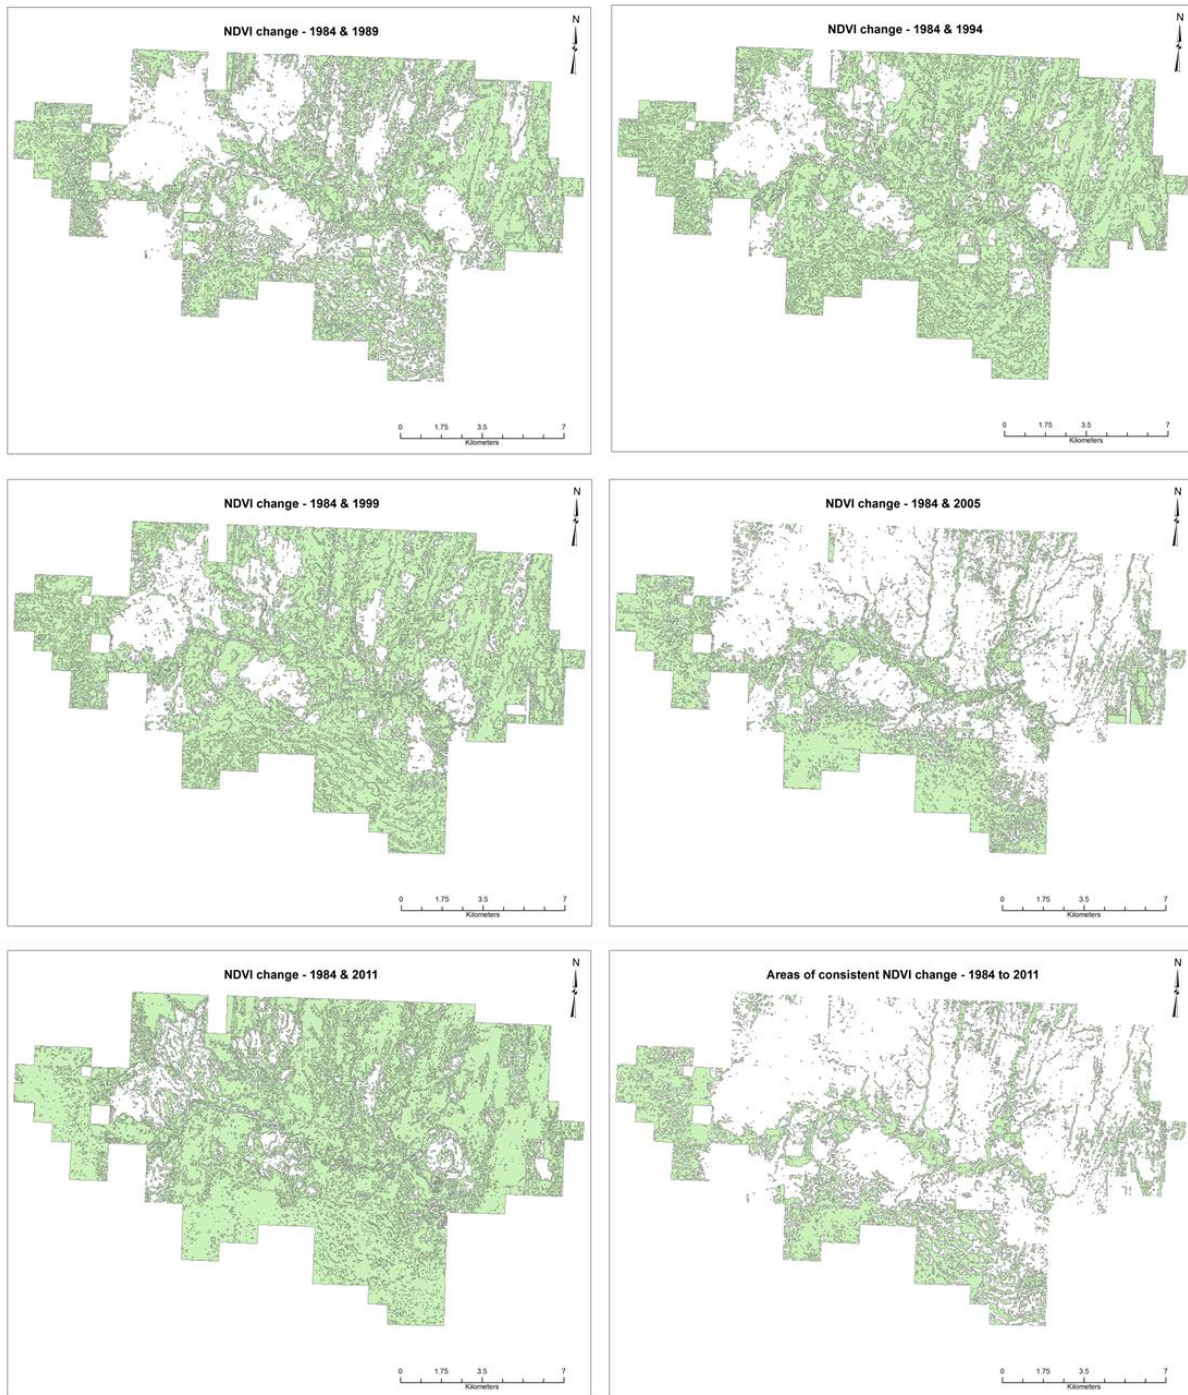 NDVI change - 1984 & 1989
N
0 1.75 3.5 7
Kilometers
NDVI change - 1984 & 1994
N
0 1.75 3.5 7
Kilometers
NDVI change - 1984 & 1999
N
0 1.75 3.5 7
Kilometers
NDVI change - 1984 & 2005
N
0 1.75 3.5 7
Kilometers
NDVI change - 1984 & 2011
N
0 1.75 3.5 7
Kilometers
Areas of consistent NDVI change - 1984 to 2011
N
0 1.75 3.5 7
Kilometers